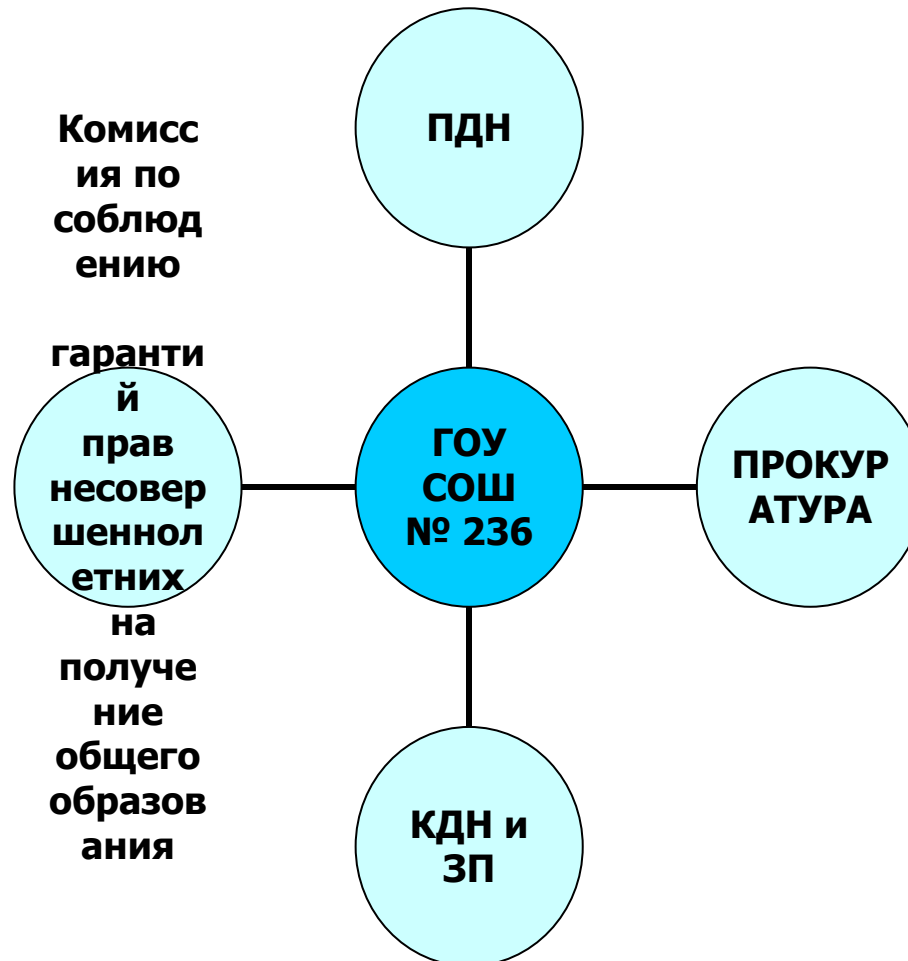 ПДН
Комисс
ия по
соблюд
ению
гаранти
й
прав
несовер
шеннол
етних
на
получе
ние
общего
образов
ания
ГОУ
СОШ
№ 236
ПРОКУР
АТУРА
КДН и
ЗП